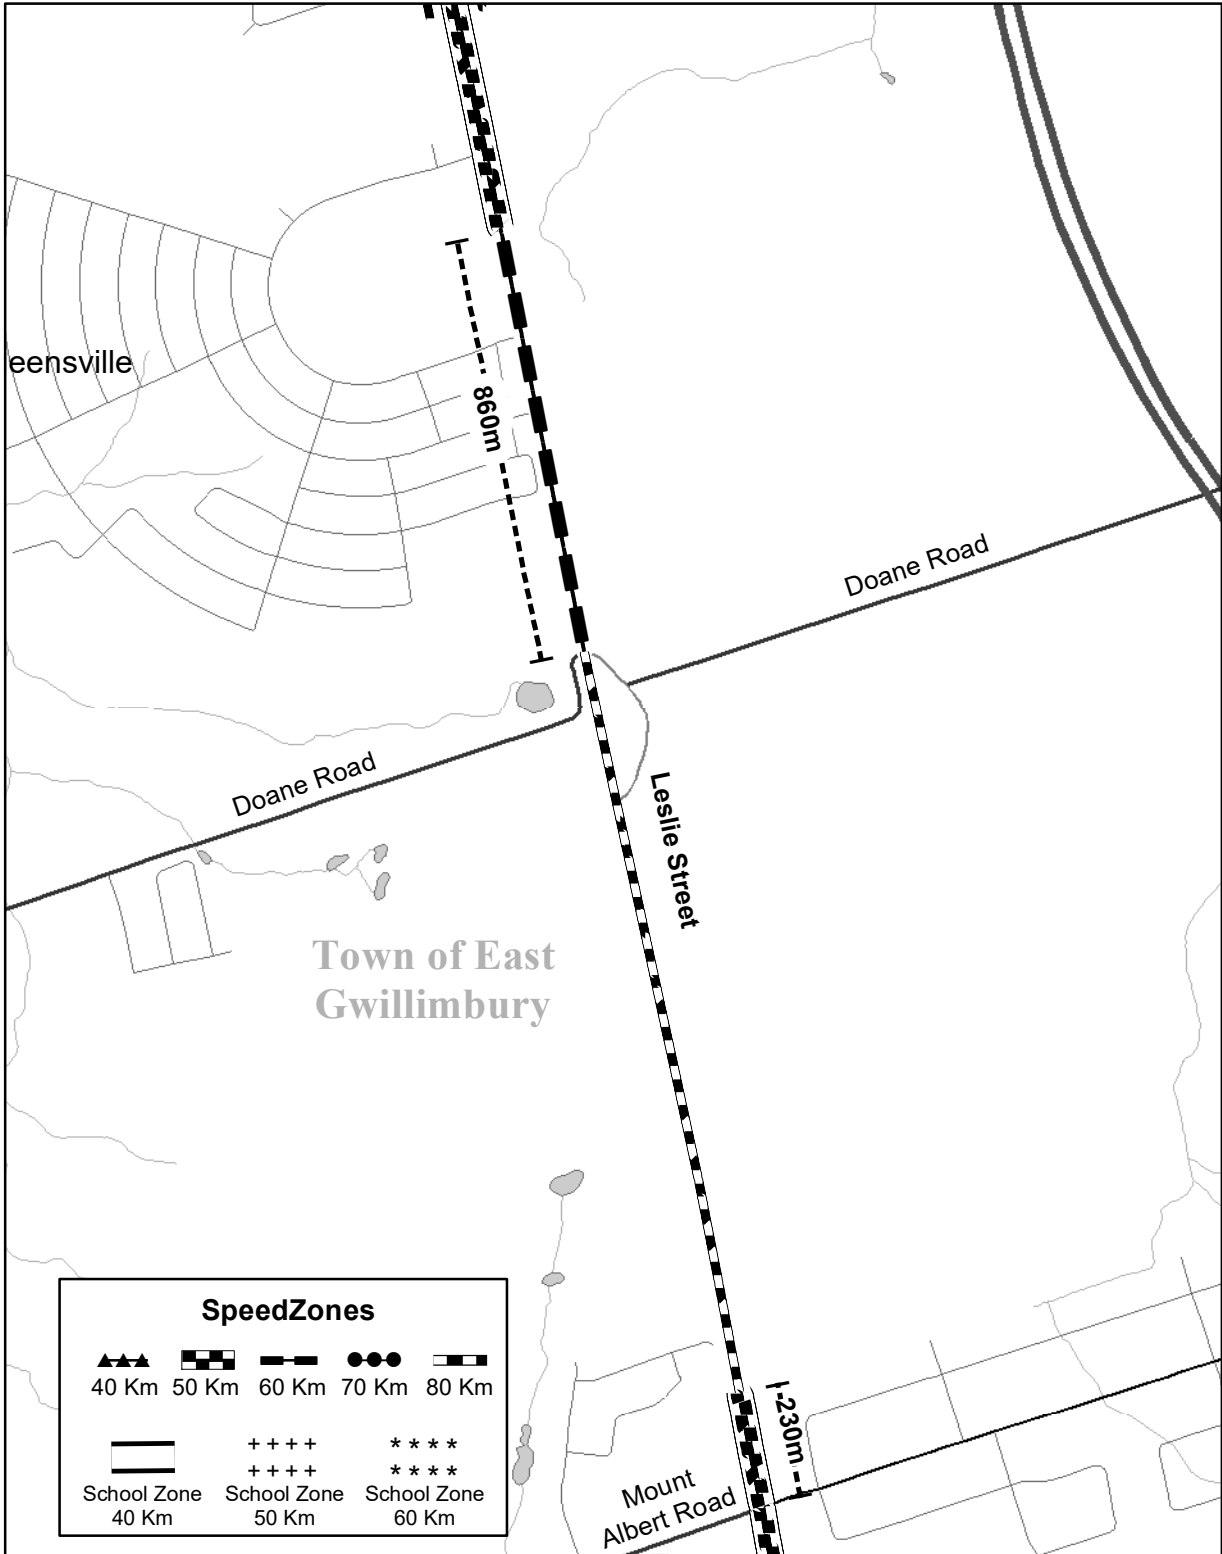 eensville
860m
Doane Road
Doane Road
Leslie Street
Town of East
Gwillimbury
230m
Mount
Albert Road
SpeedZones
40 Km 50 Km 60 Km 70 Km 80 Km
++++ ****
++++ ****
School Zone School Zone School Zone
40 Km 50 Km 60 Km